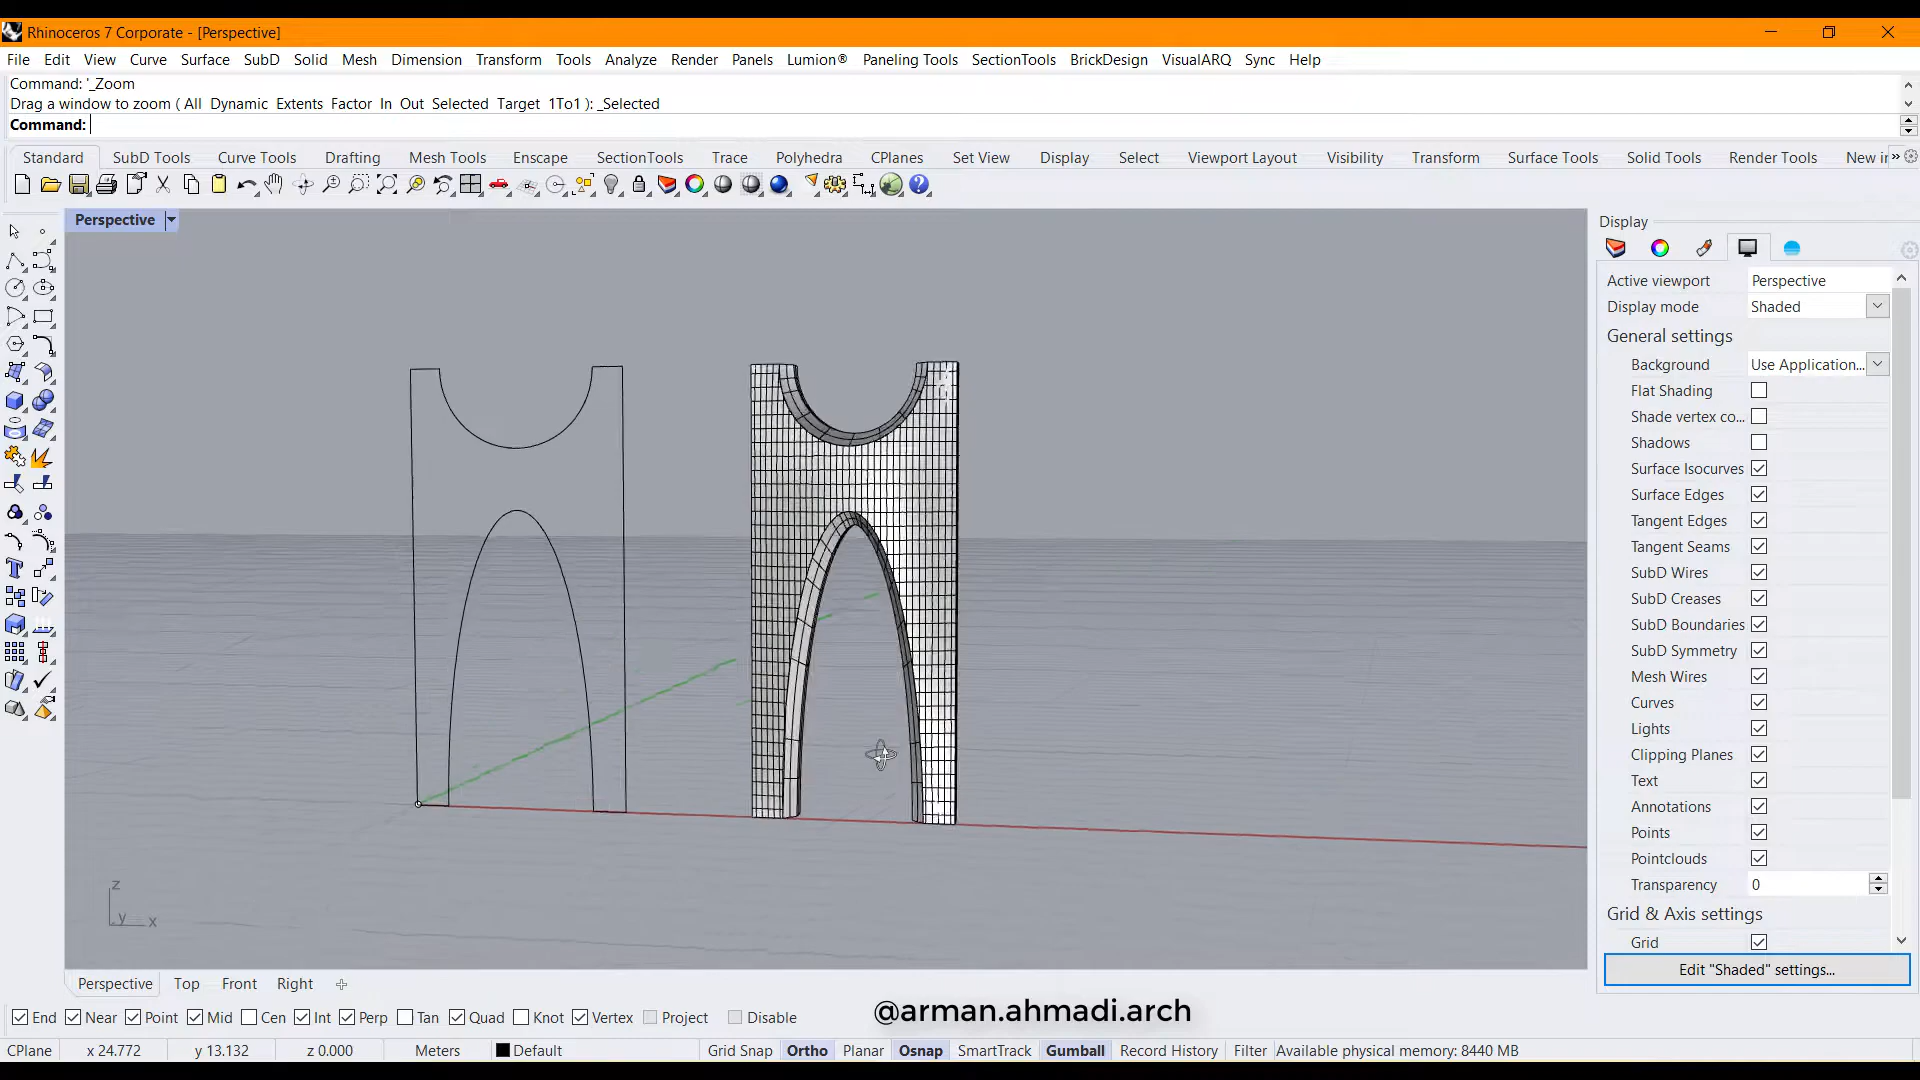 Rhinoceros 7 Corporate - [Perspective]
File Edit View Curve Surface SubD Solid Mesh Dimension Transform Tools Analyze Render Panels Lumion® Paneling Tools SectionTools BrickDesign VisualARQ Sync Help
Command: '_Zoom
Drag a window to zoom ( All Dynamic Extents Factor In Out Selected Target 1To1 ): _Selected
Command:
Standard SubD Tools Curve Tools Drafting Mesh Tools Enscape SectionTools Trace Polyhedra CPlanes Set View Display Select Viewport Layout Visibility Transform Surface Tools Solid Tools Render Tools New in »
Perspective
Display
Active viewport Perspective
Display mode Shaded
General settings
Background Use Application...
Flat Shading
Shade vertex co...
Shadows
Surface Isocurves
Surface Edges
Tangent Edges
Tangent Seams
SubD Wires
SubD Creases
SubD Boundaries
SubD Symmetry
Mesh Wires
Curves
Lights
Clipping Planes
Text
Annotations
Points
Pointclouds
Transparency 0
Grid & Axis settings
Grid
Edit "Shaded" settings...
z
y x
Perspective Top Front Right
End Near Point Mid Cen Int Perp Tan Quad Knot Vertex Project Disable
@arman.ahmadi.arch
CPlane x 24.772 y 13.132 z 0.000 Meters Default Grid Snap Ortho Planar Osnap SmartTrack Gumball Record History Filter Available physical memory: 8440 MB